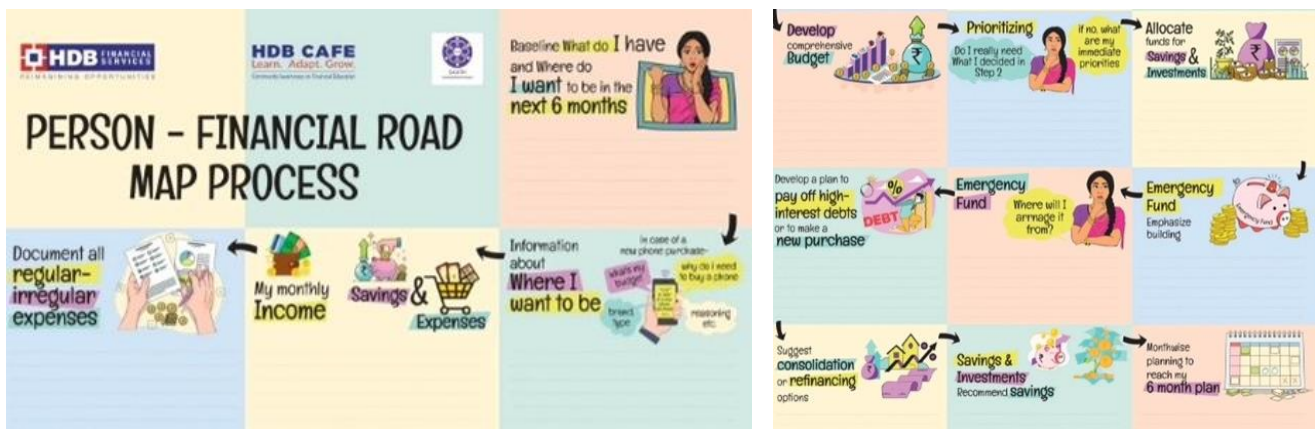 HDB FINANCIAL
SERVICES
HDB CAFE
Learn. Adapt. Grow.
PERSON - FINANCIAL ROAD
MAP PROCESS
Baseline What do I have
and Where do
I want to be in the
next 6 months
Information
about
Where I
want to be
In case of a
new phone purchase-
what's my
budget
why do I need
to buy a phone
brand,
type
reasoning
etc
My monthly
Income
Savings &
Expenses
Document all
regular-
irregular
expenses
Develop
comprehensive
Budget
Prioritizing
Do I really need
What I decided in
Step 2
If no, what
are my
immediate
priorities
Allocate
funds for
Savings &
Investments
Emergency
Fund
Emphasize
building
Emergency Fund
Emergency
Fund
Where will I
arrnage it
from?
Develop a plan to
pay off high-
interest debts
or to make a
new purchase
%
DEBT
Suggest
consolidation
or refinancing
options
Savings &
Investments
Recommend savings
Monthwise
planning to
reach my
6 month plan